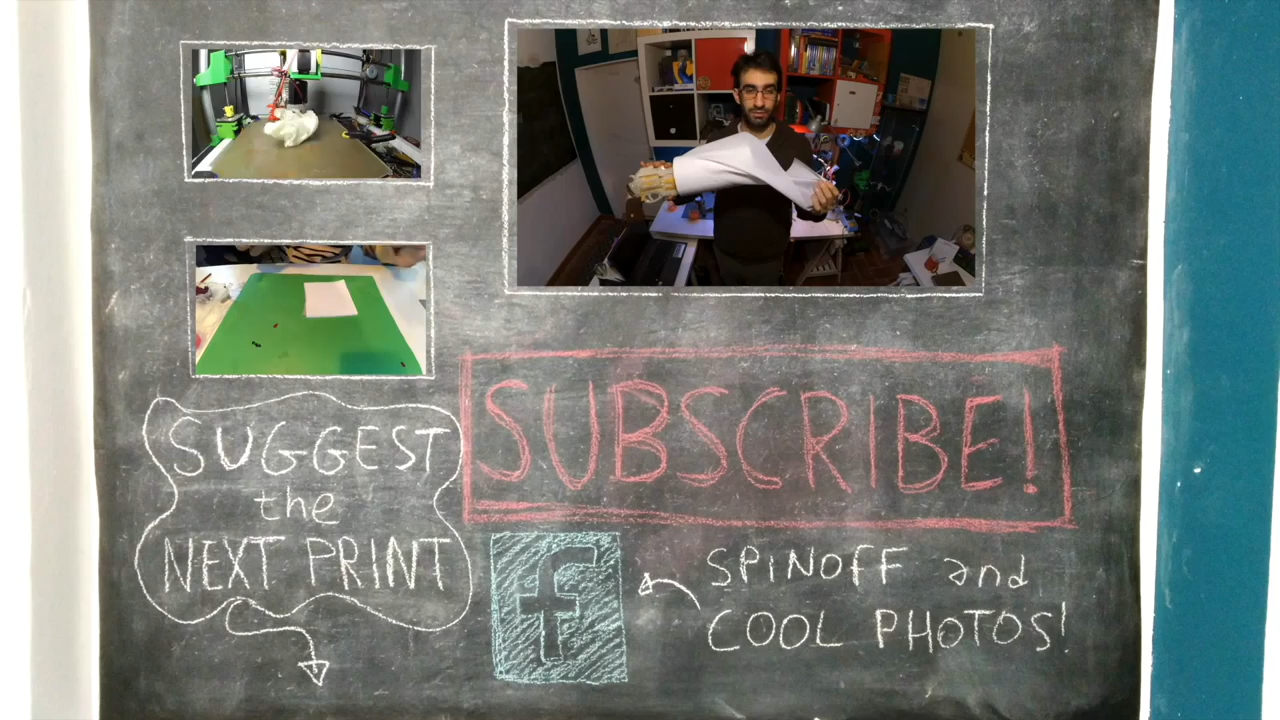 SUBSCRIBE!
SUGGEST
the
NEXT PRINT
f
SPINOFF and
COOL PHOTOS!